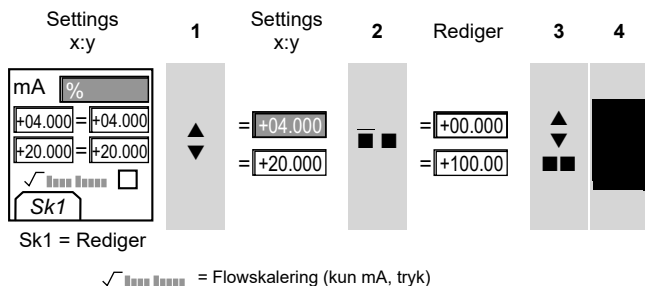 Settings x:y
1
Settings x:y
2
Rediger
3
4
mA %
+04.000 = +04.000
+20.000 = +20.000
√
Sk1
= +04.000
= +20.000
= +00.000
= +100.00
Sk1 = Rediger
√ = Flowskalering (kun mA, tryk)